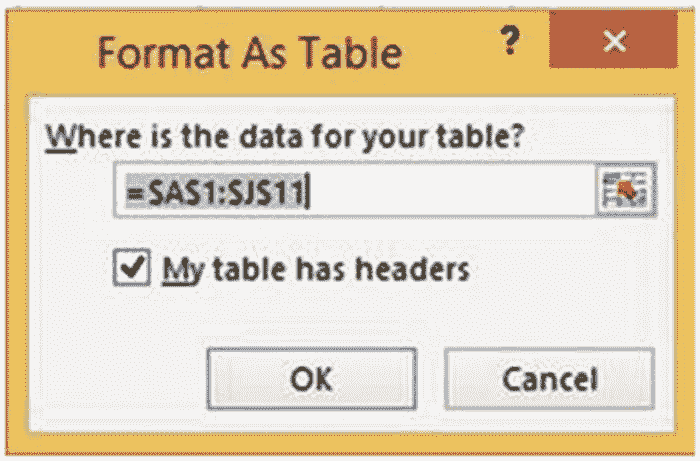 Format As Table ? ×
Where is the data for your table?
=$A$1:$J$11
My table has headers
OK Cancel